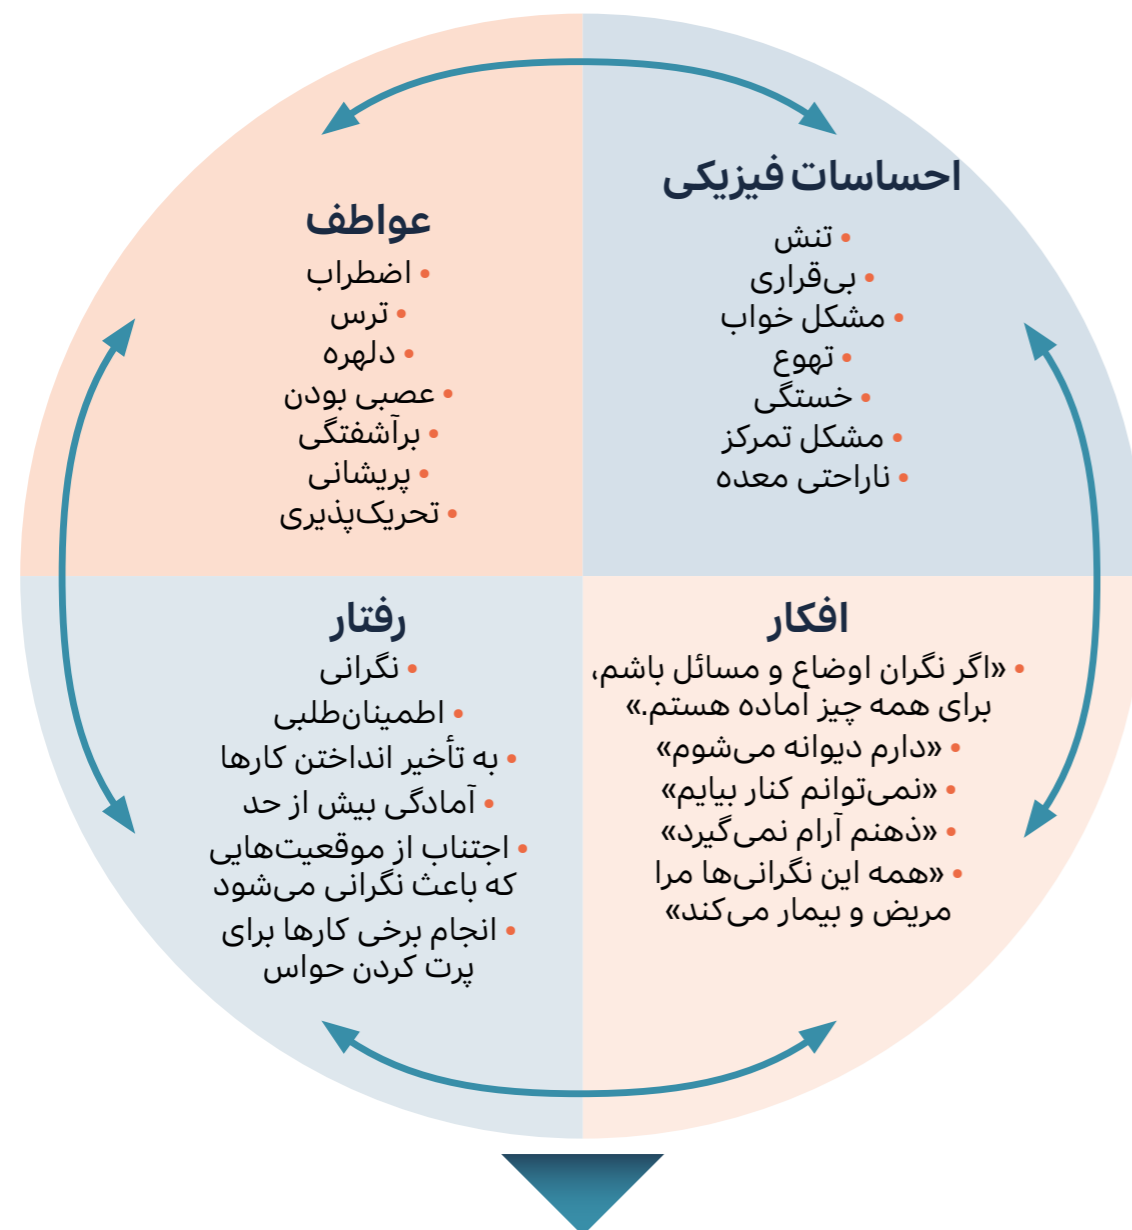 احساسات فیزیکی
• تنش
• بی‌قراری
• مشکل خواب
• تهوع
• خستگی
• مشکل تمرکز
• ناراحتی معده
عواطف
• اضطراب
• ترس
• دلهره
• عصبی بودن
• برآشفتگی
• پریشانی
• تحریک‌پذیری
افکار
• «اگر نگران اوضاع و مسائل باشم،
برای همه چیز آماده هستم.»
• «دارم دیوانه می‌شوم»
• «نمی‌توانم کنار بیایم»
• «ذهنم آرام نمی‌گیرد»
• «همه این نگرانی‌ها مرا
مریض و بیمار می‌کند»
رفتار
• نگرانی
• اطمینان‌طلبی
• به تأخیر انداختن کارها
• آمادگی بیش از حد
• اجتناب از موقعیت‌هایی
که باعث نگرانی می‌شود
• انجام برخی کارها برای
پرت کردن حواس